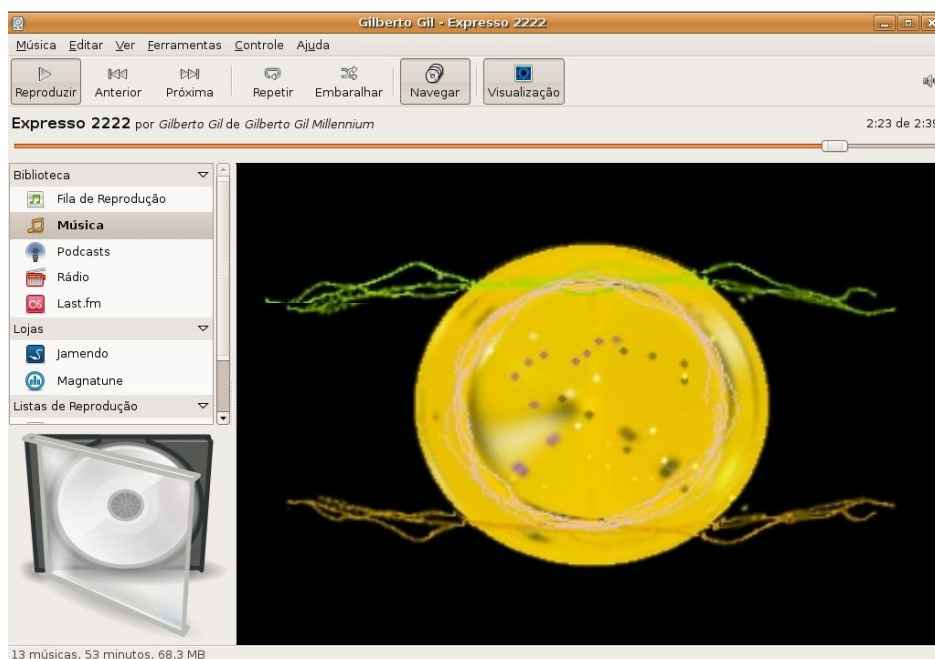 Gilberto Gil - Expresso 2222
Música Editar Ver Ferramentas Controle Ajuda
Reproduzir Anterior Próxima Repetir Embaralhar Navegar Visualização
Expresso 2222 por Gilberto Gil de Gilberto Gil Millennium 2:23 de 2:39
Biblioteca
Fila de Reprodução
Música
Podcasts
Rádio
Last.fm
Lojas
Jamendo
Magnatune
Listas de Reprodução
13 músicas, 53 minutos, 68,3 MB